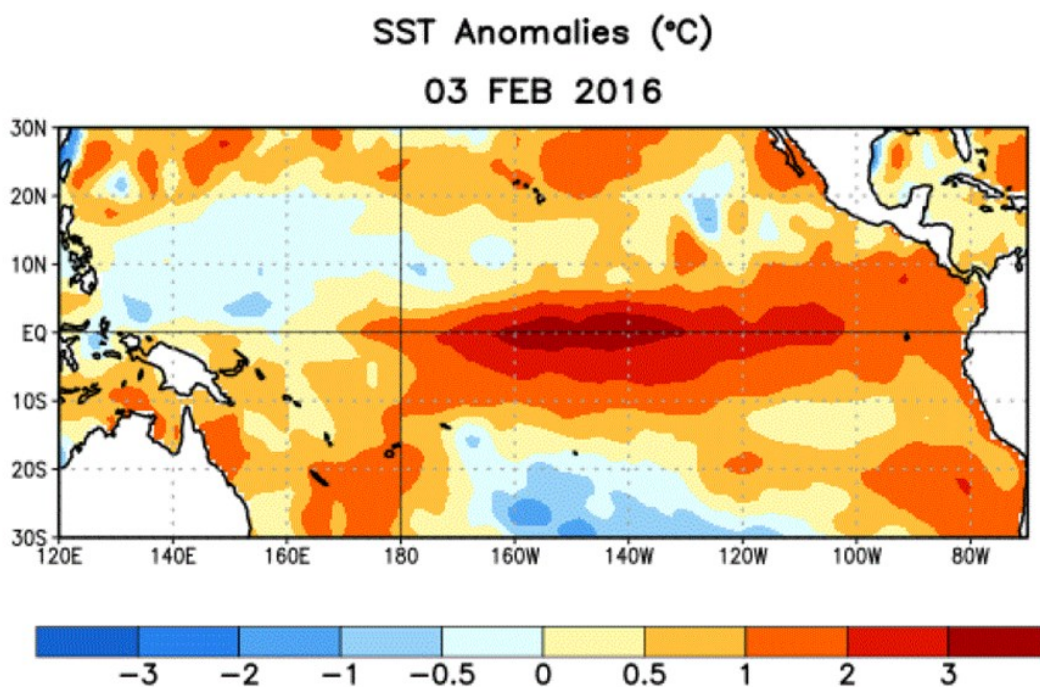 SST Anomalies (°C)
03 FEB 2016
30N
20N
10N
EQ
10S
20S
30S
120E 140E 160E 180 160W 140W 120W 100W 80W
−3 −2 −1 −0.5 0 0.5 1 2 3